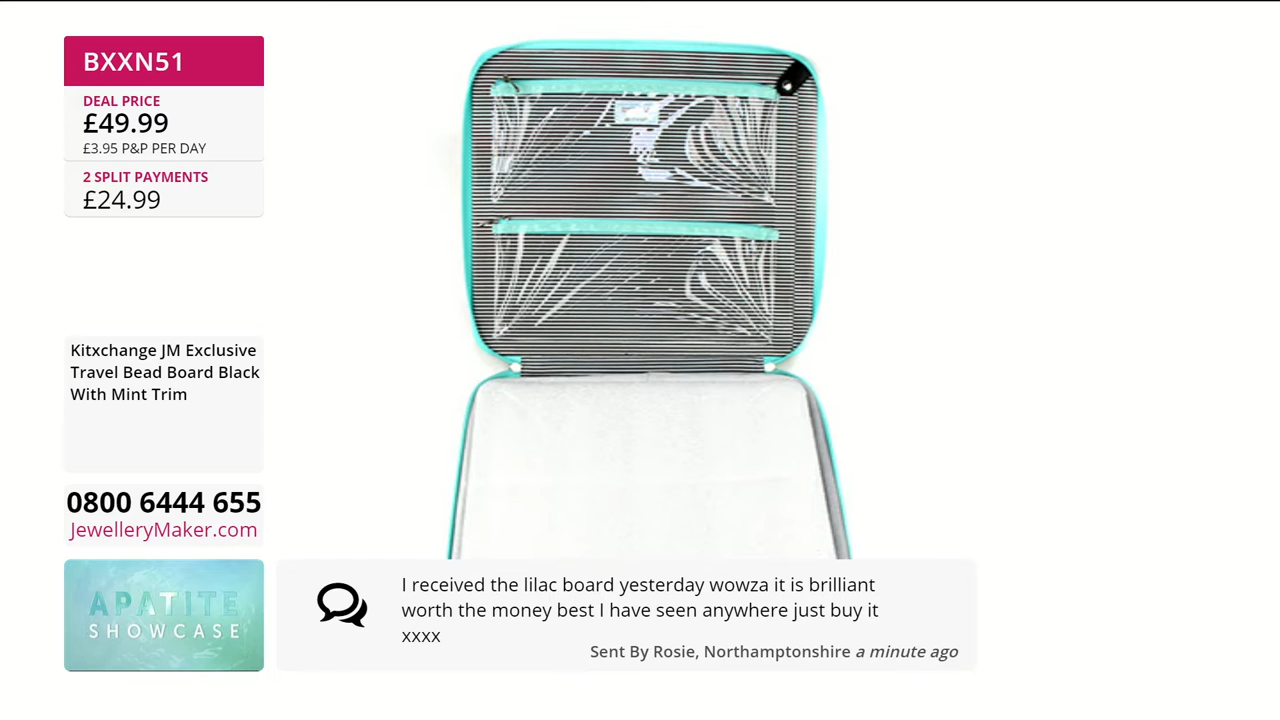 BXXN51
DEAL PRICE
£49.99
£3.95 P&P PER DAY
2 SPLIT PAYMENTS
£24.99
Kitxchange JM Exclusive
Travel Bead Board Black
With Mint Trim
0800 6444 655
JewelleryMaker.com
APATITE
SHOWCASE
I received the lilac board yesterday wowza it is brilliant
worth the money best I have seen anywhere just buy it
xxxx
Sent By Rosie, Northamptonshire a minute ago